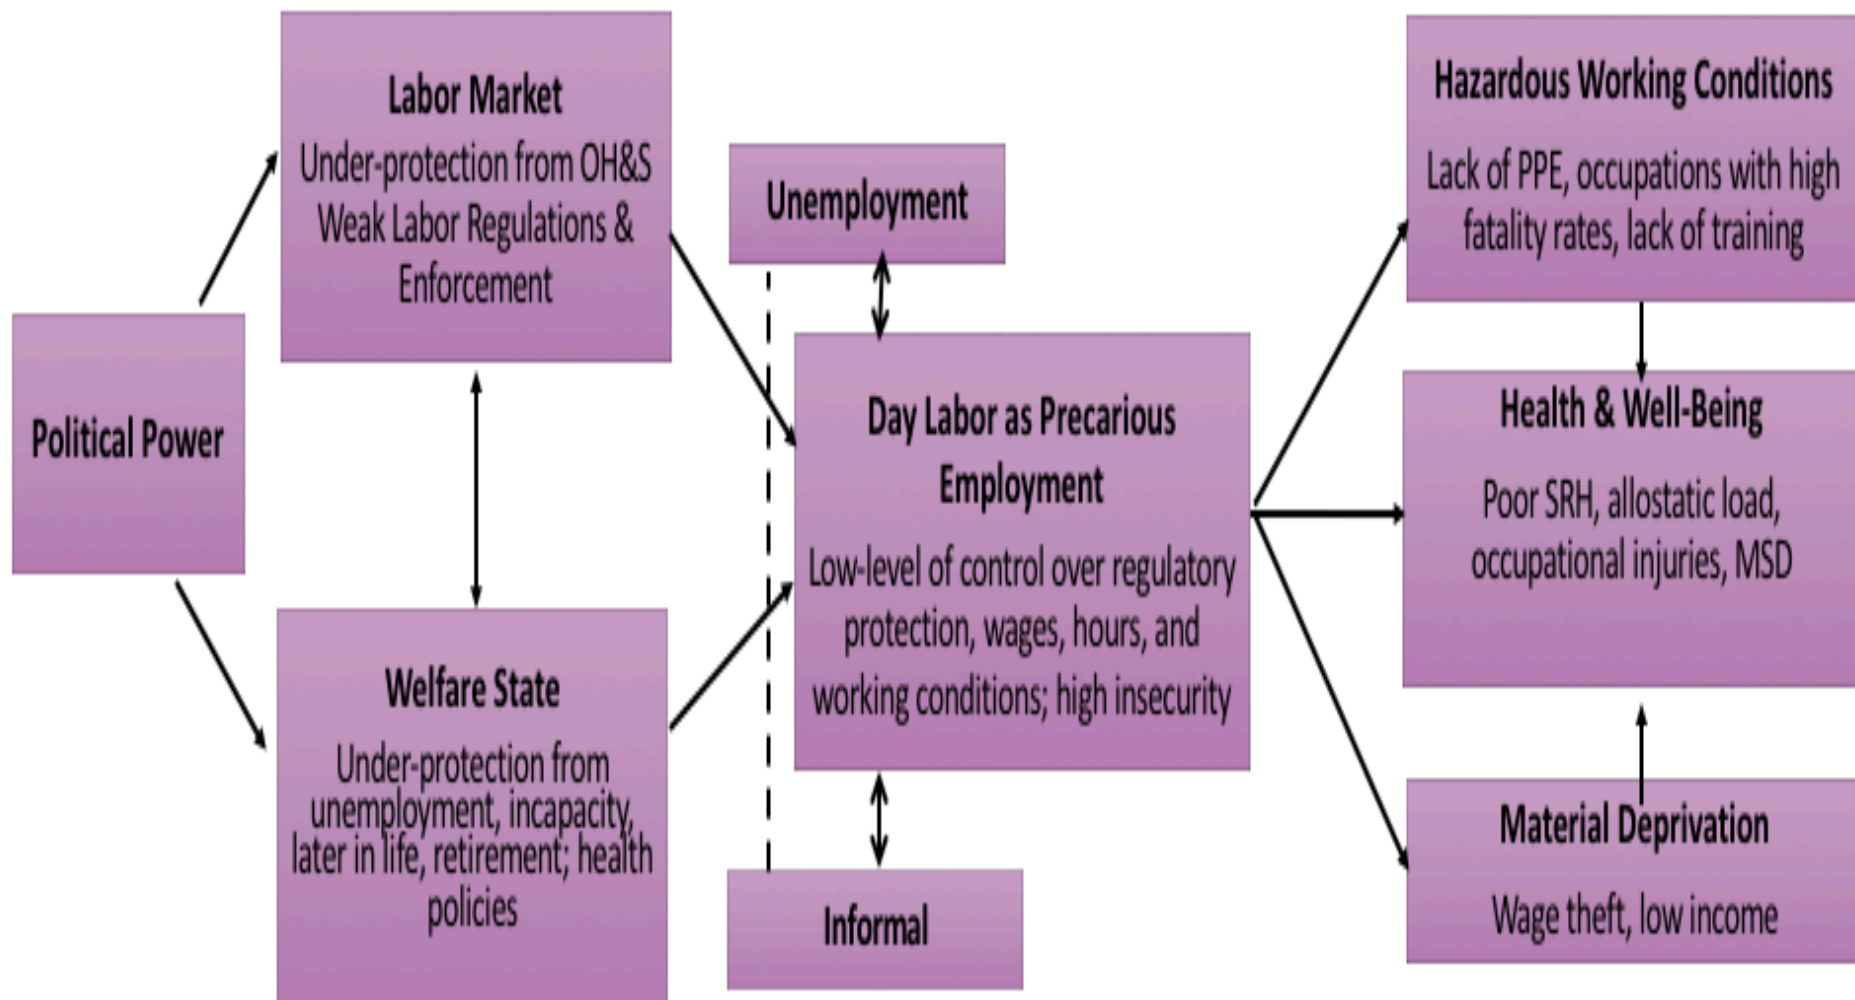 Political Power
Labor Market
Under-protection from OH&S
Weak Labor Regulations &
Enforcement
Welfare State
Under-protection from
unemployment, incapacity,
later in life, retirement; health
policies
Unemployment
Day Labor as Precarious
Employment
Low-level of control over regulatory
protection, wages, hours, and
working conditions; high insecurity
Informal
Hazardous Working Conditions
Lack of PPE, occupations with high
fatality rates, lack of training
Health & Well-Being
Poor SRH, allostatic load,
occupational injuries, MSD
Material Deprivation
Wage theft, low income